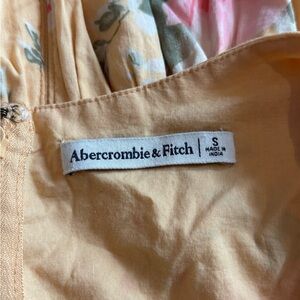 Abercrombie & Fitch
S
MADE IN
INDIA